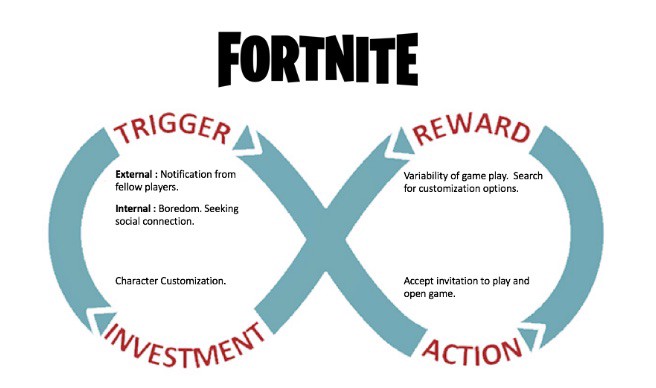 FORTNITE
TRIGGER
External : Notification from
fellow players.
Internal : Boredom. Seeking
social connection.
REWARD
Variability of game play. Search
for customization options.
Character Customization.
INVESTMENT
Accept invitation to play and
open game.
ACTION